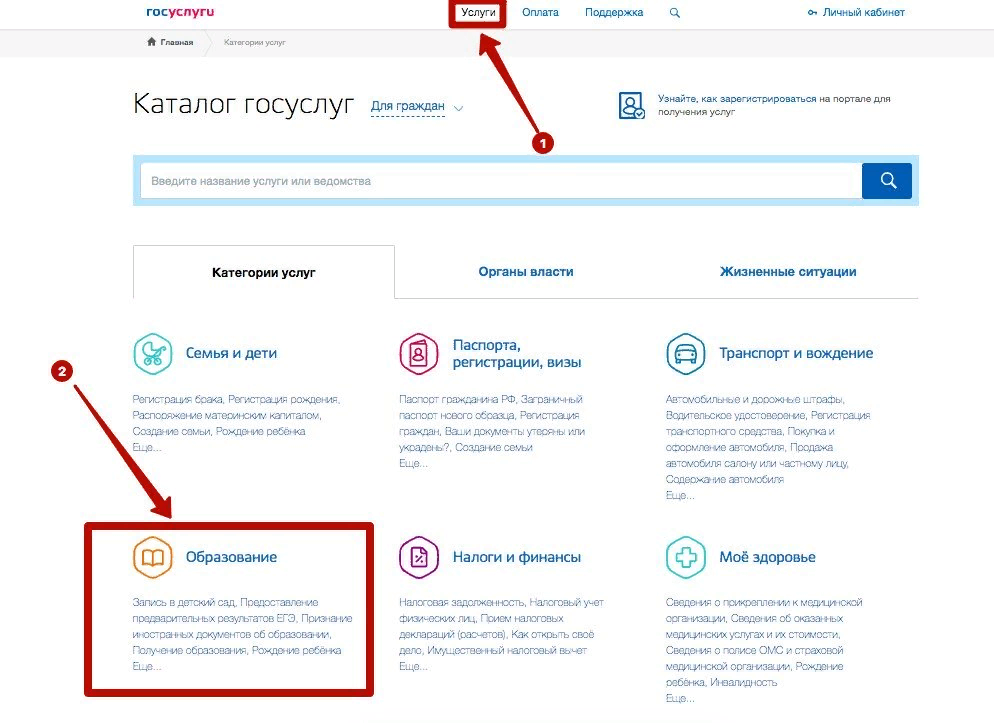 госуслуги
Услуги
Оплата
Поддержка
Личный кабинет
Главная
Категории услуг
Каталог госуслуг
Для граждан
Узнайте, как зарегистрироваться на портале для
получения услуг
1
Введите название услуги или ведомства
Категории услуг
Органы власти
Жизненные ситуации
2
Семья и дети
Регистрация брака, Регистрация рождения,
Распоряжение материнским капиталом,
Создание семьи, Рождение ребёнка
Еще...
Паспорта,
регистрации, визы
Паспорт гражданина РФ, Заграничный
паспорт нового образца, Регистрация
граждан, Ваши документы утеряны или
украдены?, Создание семьи
Еще...
Транспорт и вождение
Автомобильные и дорожные штрафы,
Водительское удостоверение, Регистрация
транспортного средства, Покупка и
оформление автомобиля, Продажа
автомобиля салону или частному лицу,
Содержание автомобиля
Еще...
Образование
Запись в детский сад, Предоставление
предварительных результатов ЕГЭ, Признание
иностранных документов об образовании,
Получение образования, Рождение ребёнка
Еще...
Налоги и финансы
Налоговая задолженность, Налоговый учет
физических лиц, Прием налоговых
деклараций (расчетов), Как открыть своё
дело, Имущественный налоговый вычет
Еще...
Моё здоровье
Сведения о прикреплении к медицинской
организации, Сведения об оказанных
медицинских услугах и их стоимости,
Сведения о полисе ОМС и страховой
медицинской организации, Рождение
ребёнка, Инвалидность
Еще...